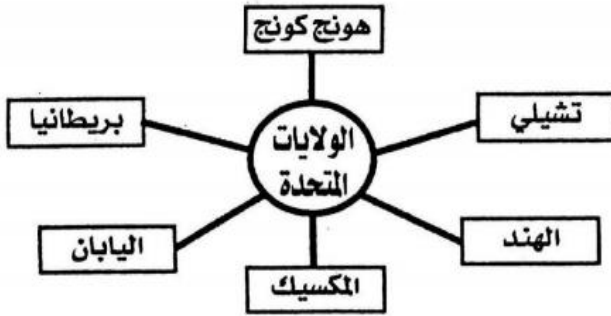 هونج كونج
تشيلي
بريطانيا
الولايات
المتحدة
الهند
اليابان
المكسيك